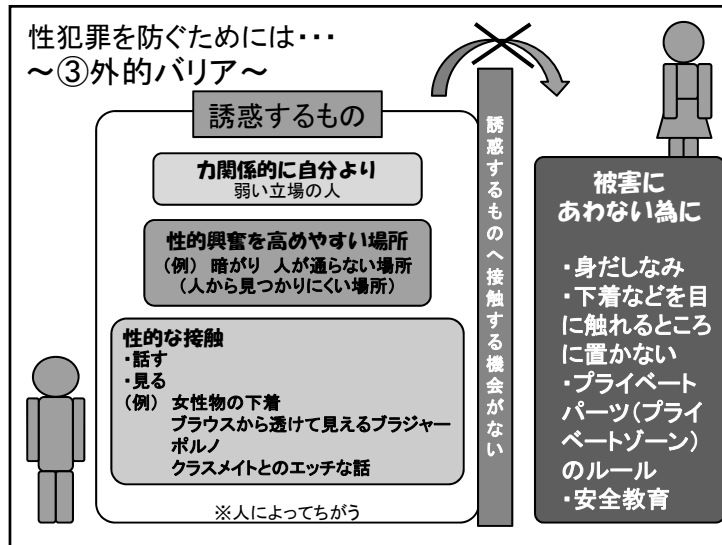 性犯罪を防ぐためには・・・
～③外的バリア～
誘惑するもの
力関係的に自分より
弱い立場の人
性的興奮を高めやすい場所
（例） 暗がり 人が通らない場所
（人から見つかりにくい場所）
性的な接触
・話す
・見る
（例） 女性物の下着
ブラウスから透けて見えるブラジャー
ポルノ
クラスメイトとのエッチな話
※人によってちがう
誘惑するものへ接触する機会がない
被害に
あわない為に
・身だしなみ
・下着などを目
に触れるところ
に置かない
・プライベート
パーツ（プライ
ベートゾーン）
のルール
・安全教育